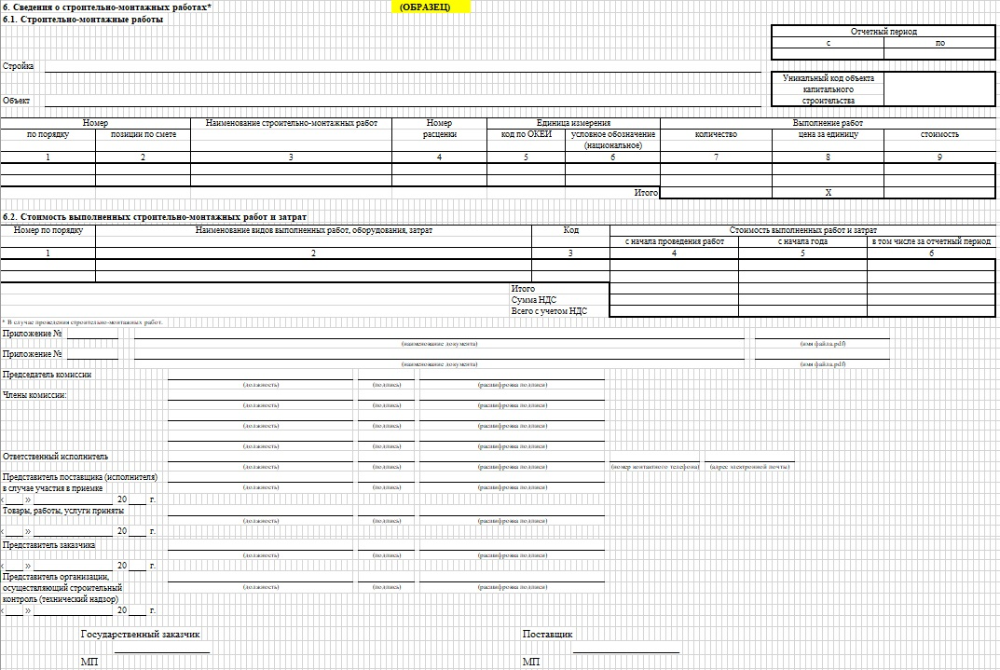 6. Сведения о строительно-монтажных работах* (ОБРАЗЕЦ)
6.1. Строительно-монтажные работы
Отчетный период
с по
Стройка
Уникальный код объекта
капитального
строительства
Объект
Номер Наименование строительно-монтажных работ Номер Единица измерения Выполнение работ
по порядку позиции по смете расценки код по ОКЕИ условное обозначение количество цена за единицу стоимость
(национальное)
1 2 3 4 5 6 7 8 9
Итого X
6.2. Стоимость выполненных строительно-монтажных работ и затрат
Номер по порядку Наименование видов выполненных работ, оборудования, затрат Код Стоимость выполненных работ и затрат
с начала проведения работ с начала года в том числе за отчетный период
1 2 3 4 5 6
Итого
Сумма НДС
Всего с учетом НДС
* В случае проведения строительно-монтажных работ.
Приложение №
(наименование документа) (имя файла.pdf)
Приложение №
(наименование документа) (имя файла.pdf)
Председатель комиссии
(должность) (подпись) (расшифровка подписи)
Члены комиссии:
(должность) (подпись) (расшифровка подписи)
(должность) (подпись) (расшифровка подписи)
(должность) (подпись) (расшифровка подписи)
Ответственный исполнитель
(должность) (подпись) (расшифровка подписи) (номер контактного телефона) (адрес электронной почты)
Представитель поставщика (исполнителя)
(должность) (подпись) (расшифровка подписи)
в случае участия в приемке
« » 20 г.
Товары, работы, услуги приняты
(должность) (подпись) (расшифровка подписи)
« » 20 г.
Представитель заказчика
(должность) (подпись) (расшифровка подписи)
« » 20 г.
Представитель организации,
осуществляющий строительный
(должность) (подпись) (расшифровка подписи)
контроль (технический надзор)
« » 20 г.
Государственный заказчик Поставщик
МП МП